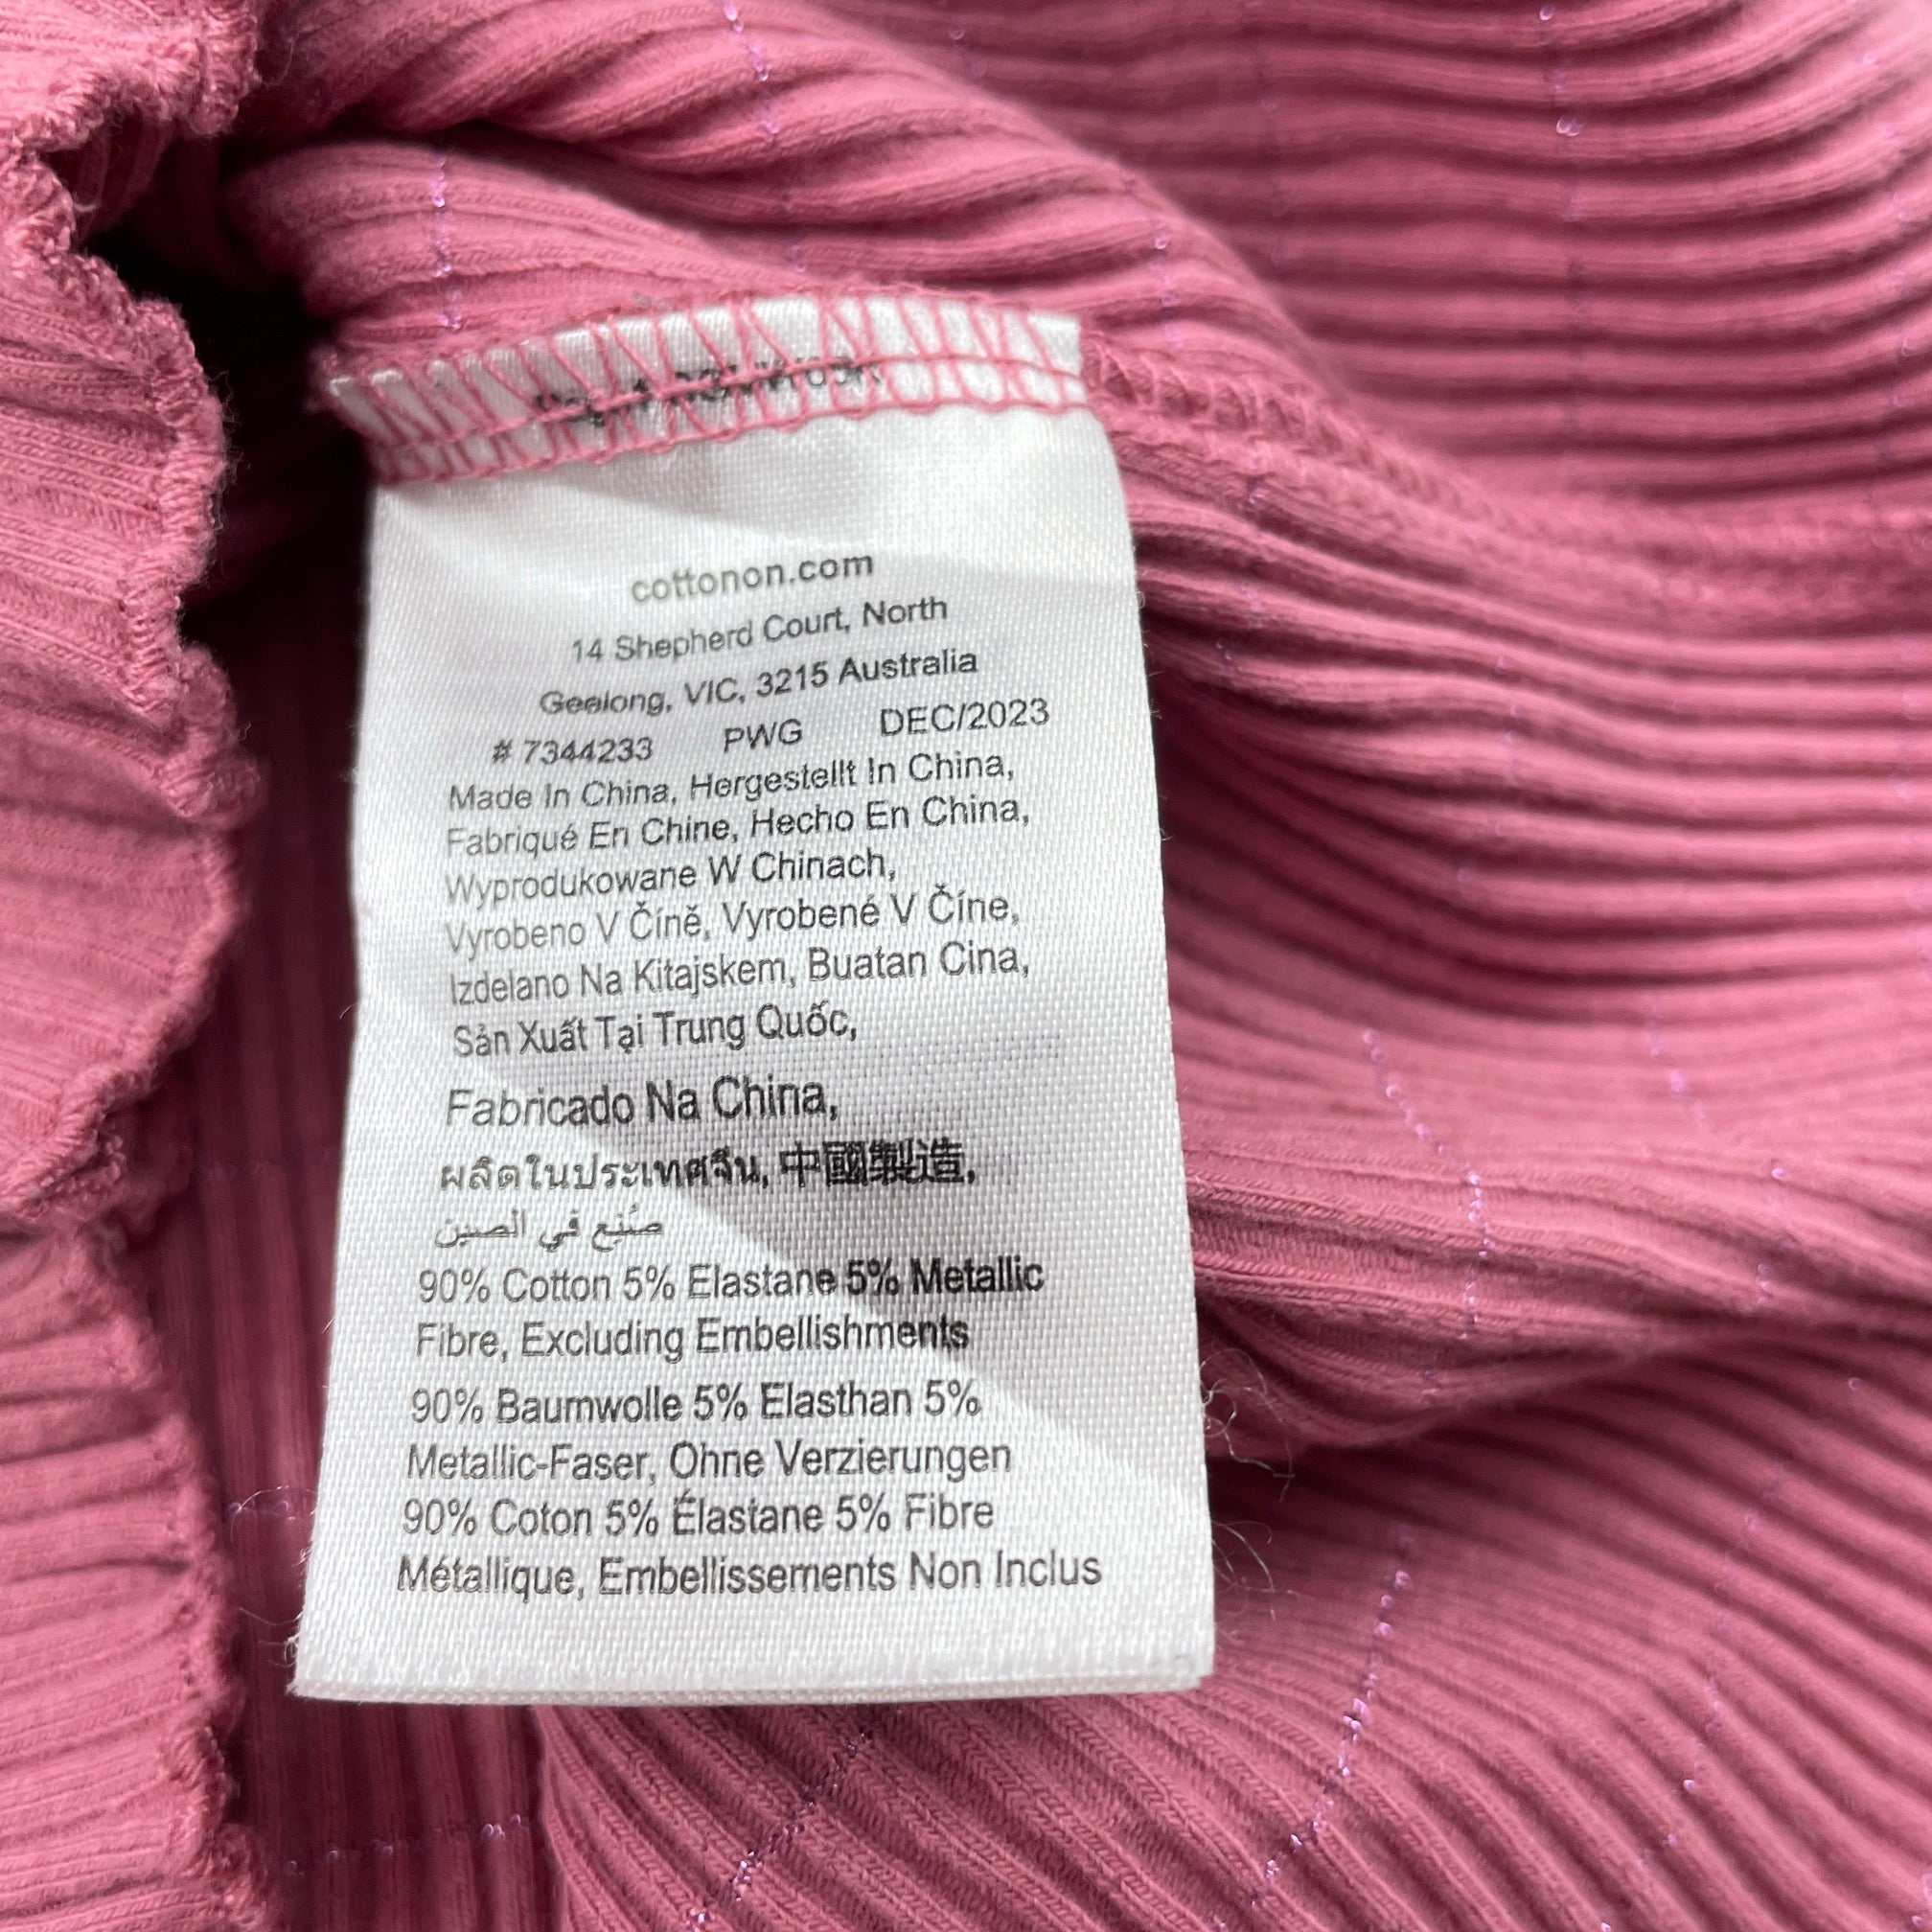 cottonon.com
14 Shepherd Court, North
Geelong, VIC, 3215 Australia
# 7344233 PWG DEC/2023
Made In China, Hergestellt In China,
Fabriqué En Chine, Hecho En China,
Wyprodukowane W Chinach,
Vyrobeno V Číně, Vyrobené V Číne,
Izdelano Na Kitajskem, Buatan Cina,
Sản Xuất Tại Trung Quốc,
Fabricado Na China,
ผลิตในประเทศจีน, 中國製造,
صُنع في الصين
90% Cotton 5% Elastane 5% Metallic
Fibre, Excluding Embellishments
90% Baumwolle 5% Elasthan 5%
Metallic-Faser, Ohne Verzierungen
90% Coton 5% Élastane 5% Fibre
Métallique, Embellissements Non Inclus